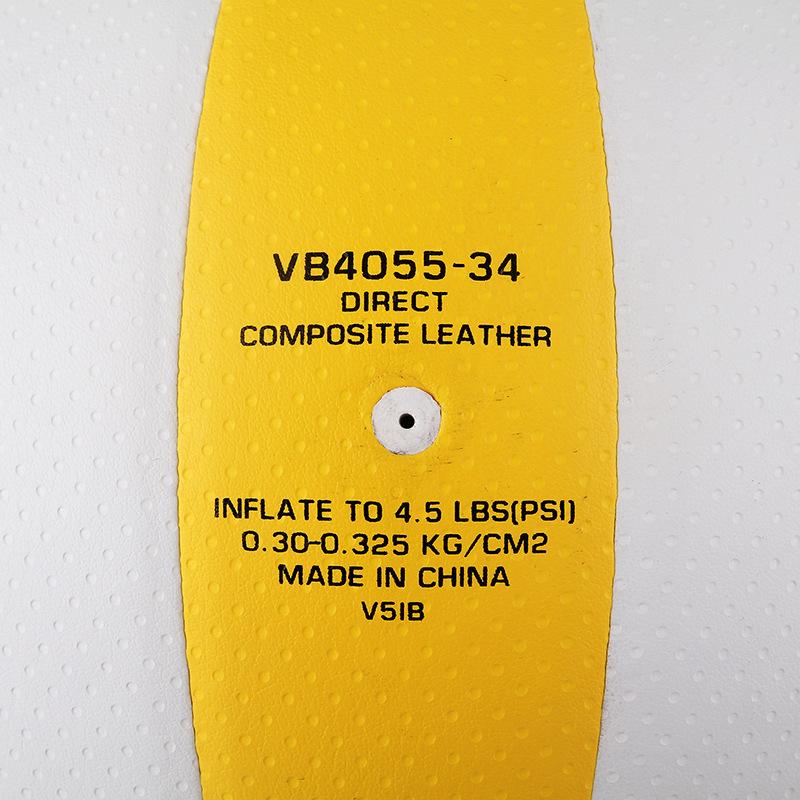 VB4055-34
DIRECT
COMPOSITE LEATHER
INFLATE TO 4.5 LBS(PSI)
0.30-0.325 KG/CM2
MADE IN CHINA
V5IB